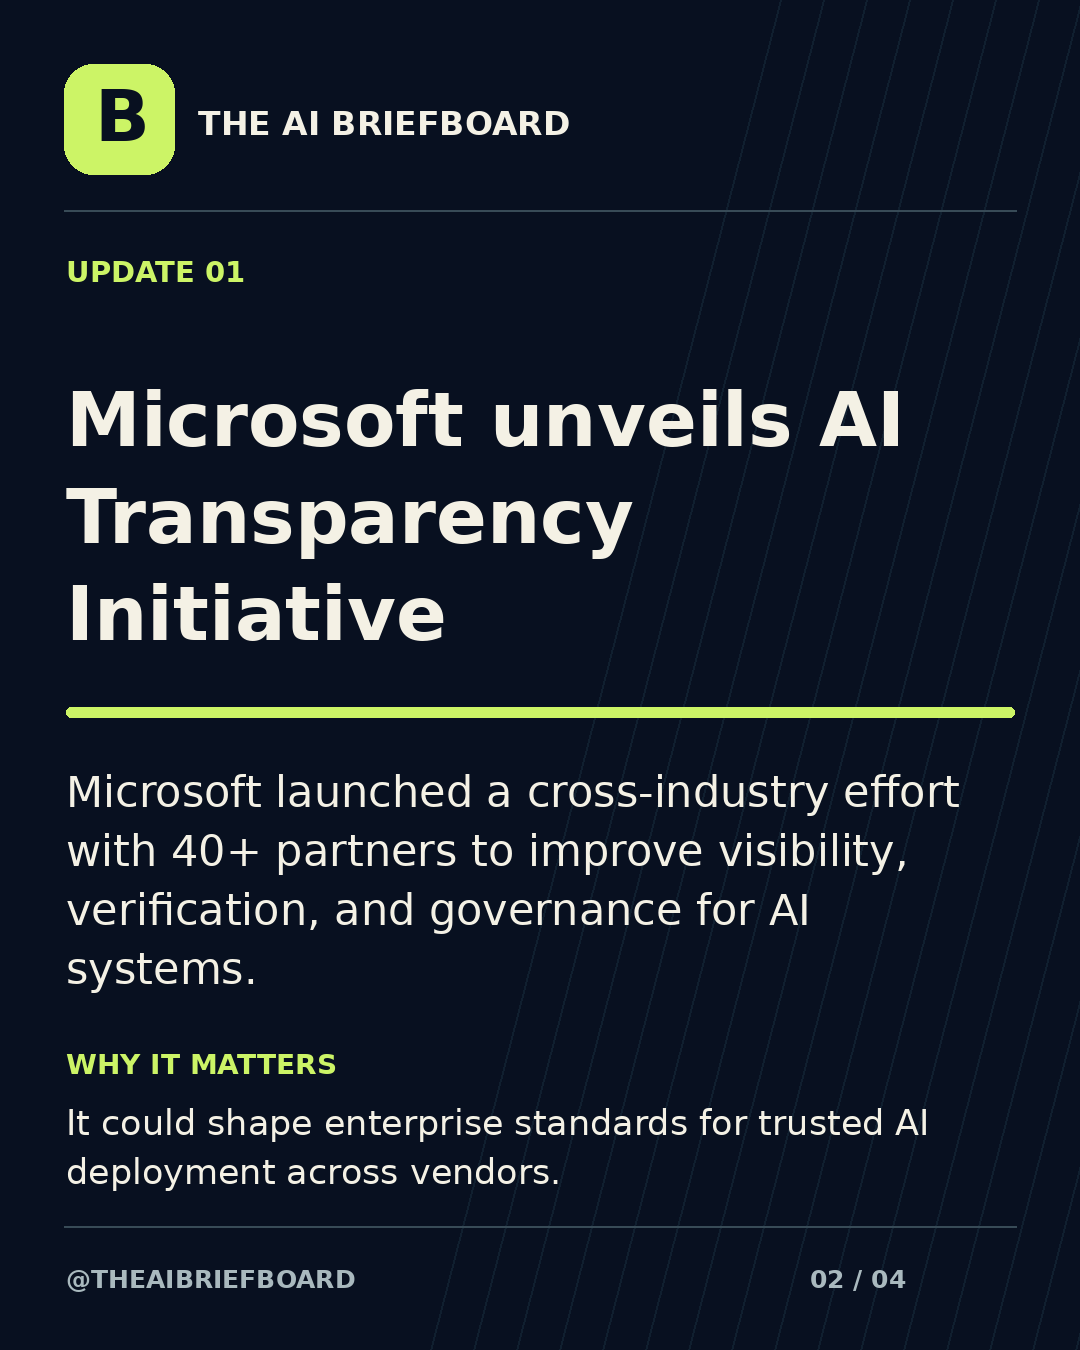 B
THE AI BRIEFBOARD
UPDATE 01
Microsoft unveils AI
Transparency
Initiative
Microsoft launched a cross-industry effort
with 40+ partners to improve visibility,
verification, and governance for AI
systems.
WHY IT MATTERS
It could shape enterprise standards for trusted AI
deployment across vendors.
@THEAIBRIEFBOARD
02 / 04